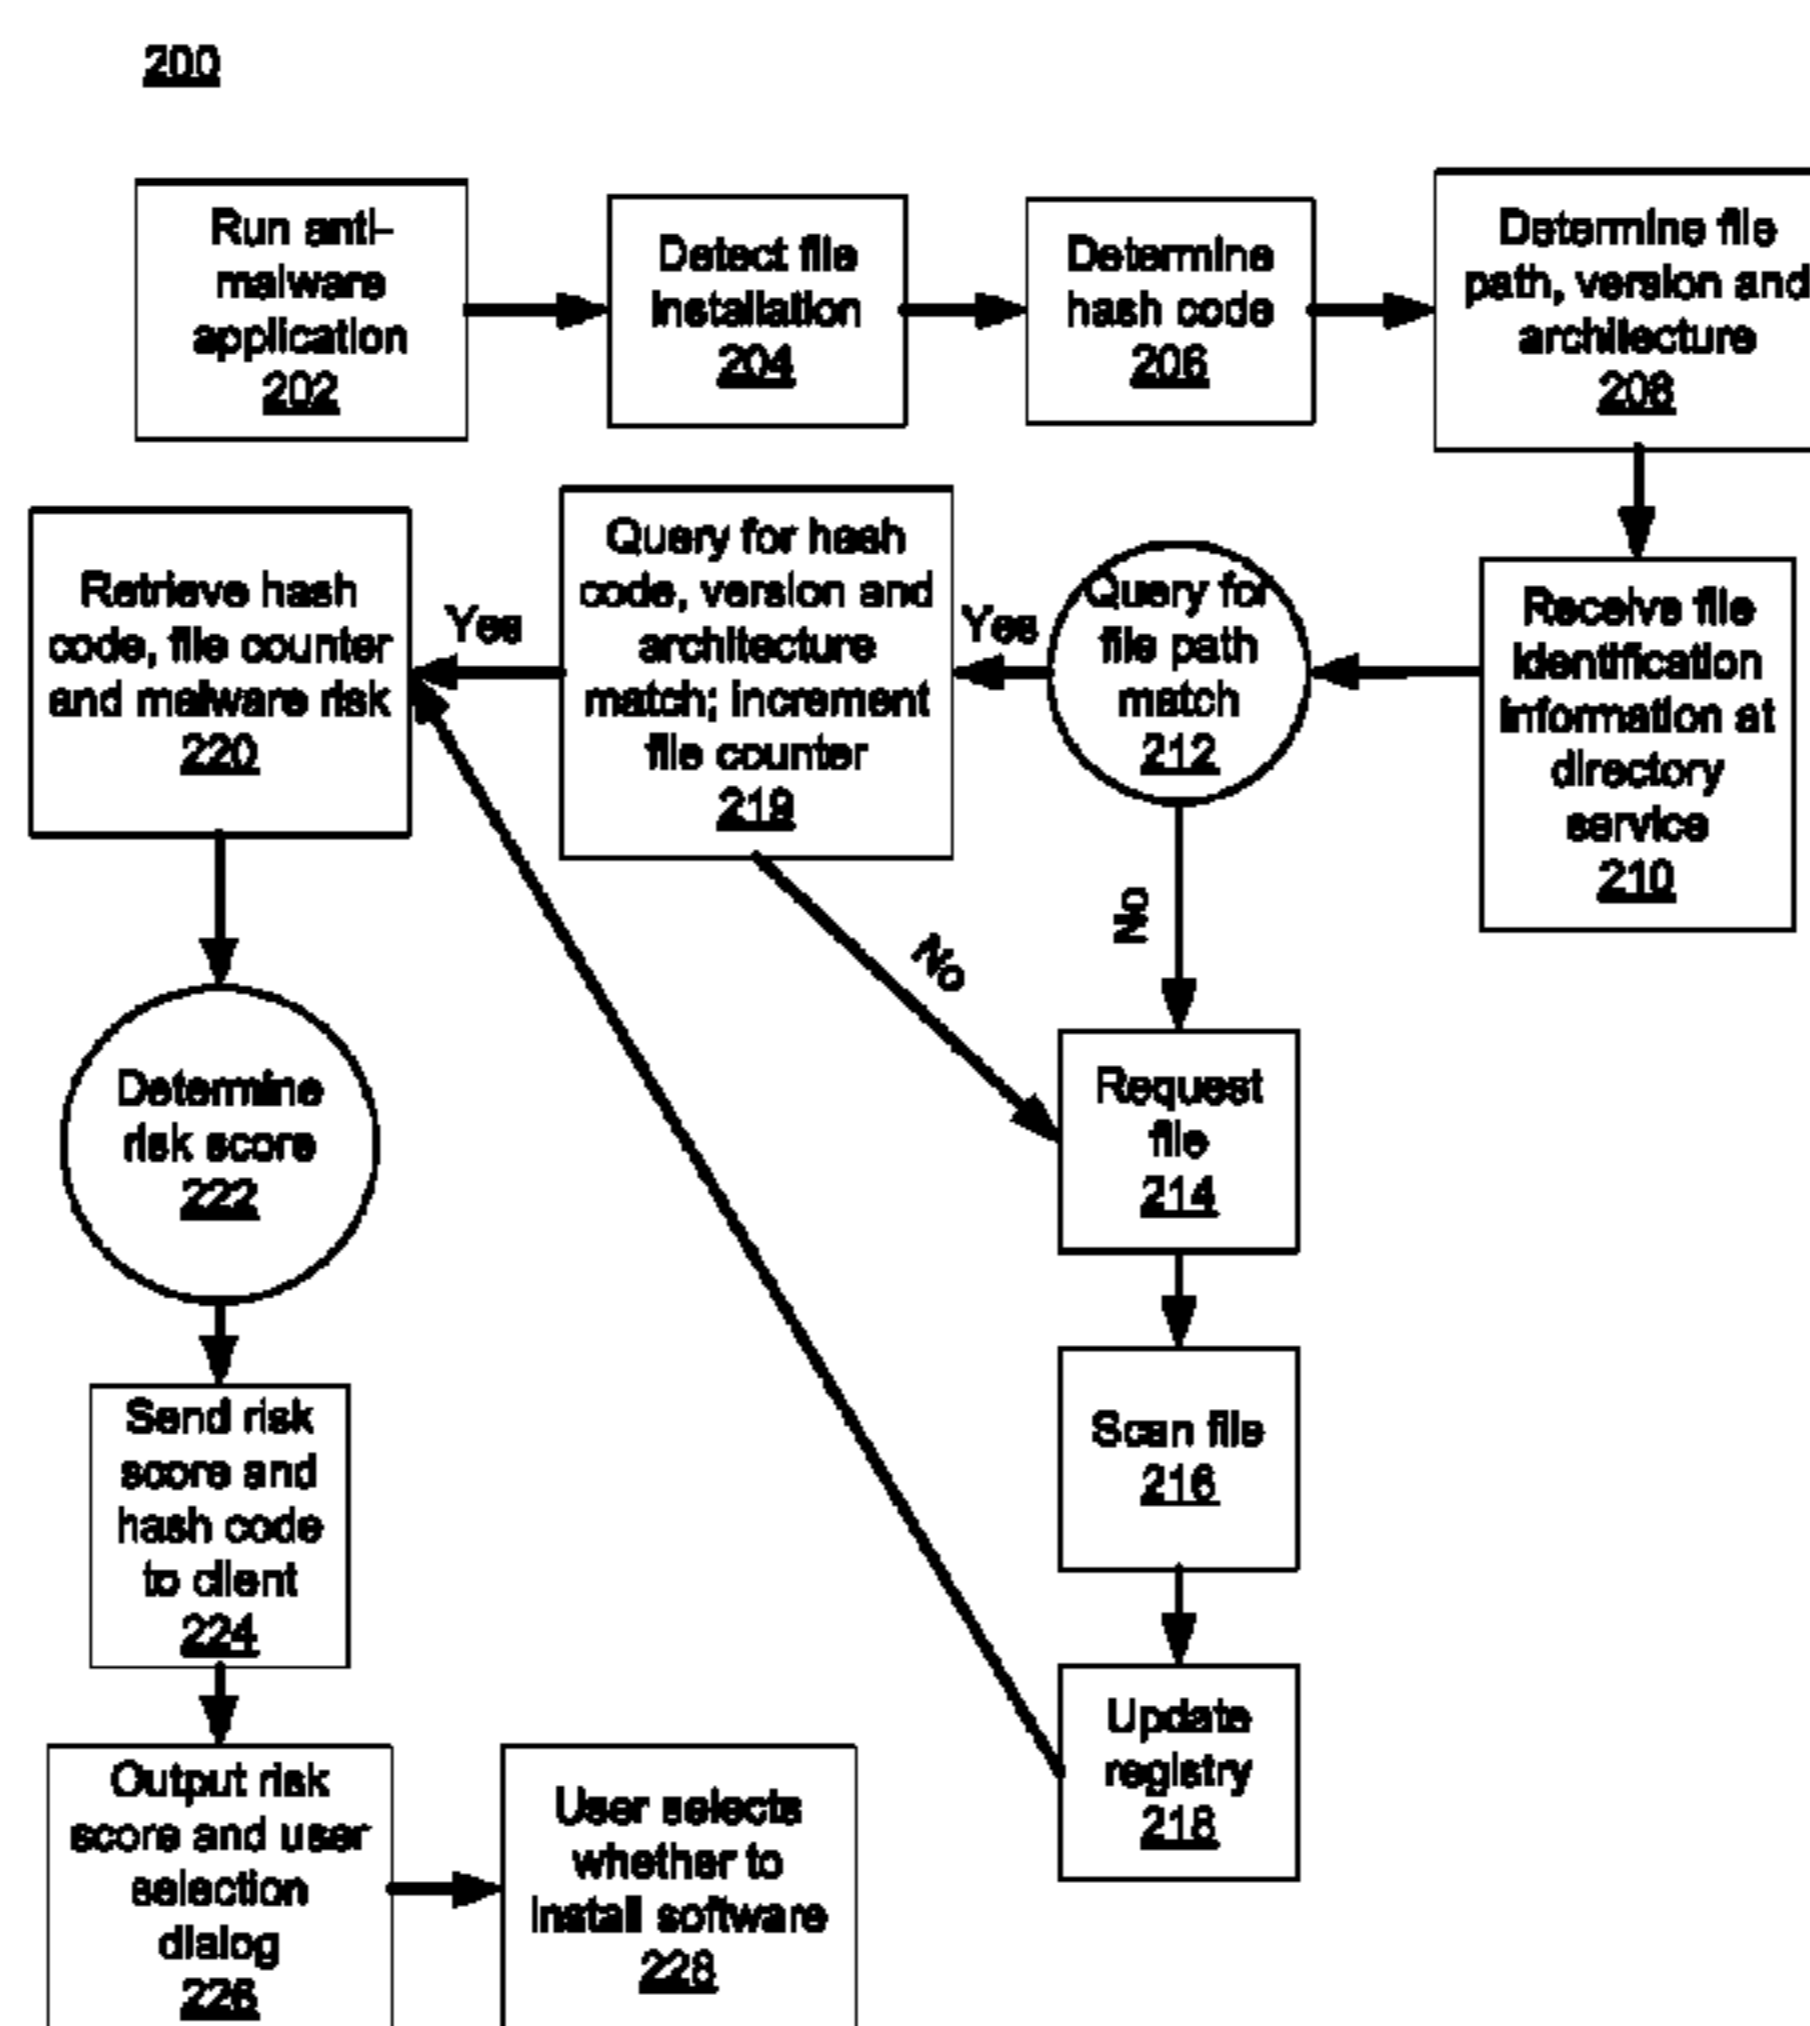 200
Run anti-
malware
application
202
Detect file
installation
204
Determine
hash code
206
Determine file
path, version and
architecture
208
Retrieve hash
code, file counter
and malware risk
220
Yes
Query for hash
code, version and
architecture
match; increment
file counter
219
Yes
Query for
file path
match
212
Receive file
identification
information at
directory
service
210
No
No
Determine
risk score
222
Request
file
214
Send risk
score and
hash code
to client
224
Scan file
216
Output risk
score and user
selection
dialog
226
User selects
whether to
install software
228
Update
registry
218